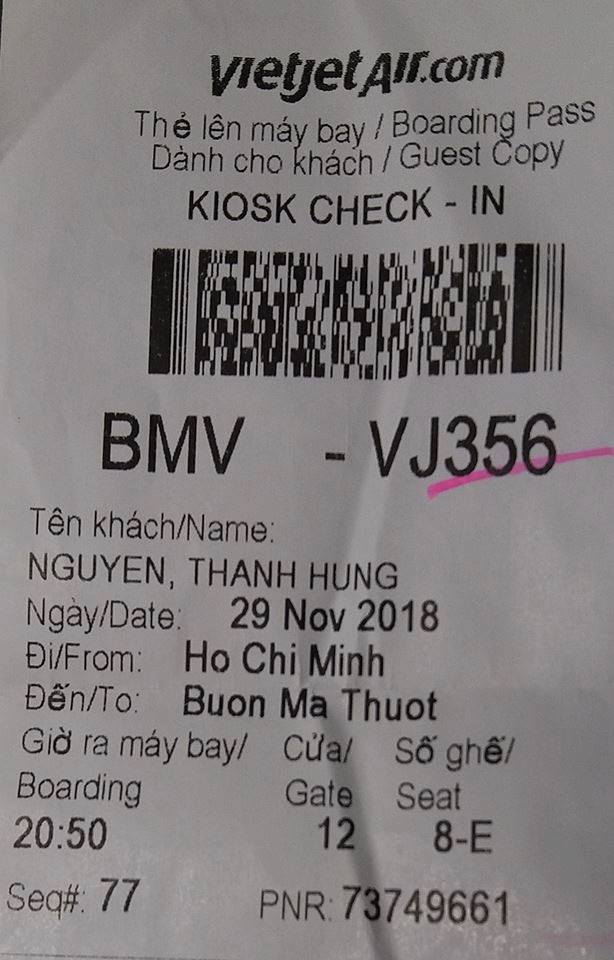 vietjetAir.com
Thẻ lên máy bay / Boarding Pass
Dành cho khách / Guest Copy
KIOSK CHECK - IN
BMV - VJ356
Tên khách/Name:
NGUYEN, THANH HUNG
Ngày/Date: 29 Nov 2018
Đi/From: Ho Chi Minh
Đến/To: Buon Ma Thuot
Giờ ra máy bay/ Cửa/ Số ghế/
Boarding Gate Seat
20:50 12 8-E
Seq#: 77 PNR: 73749661